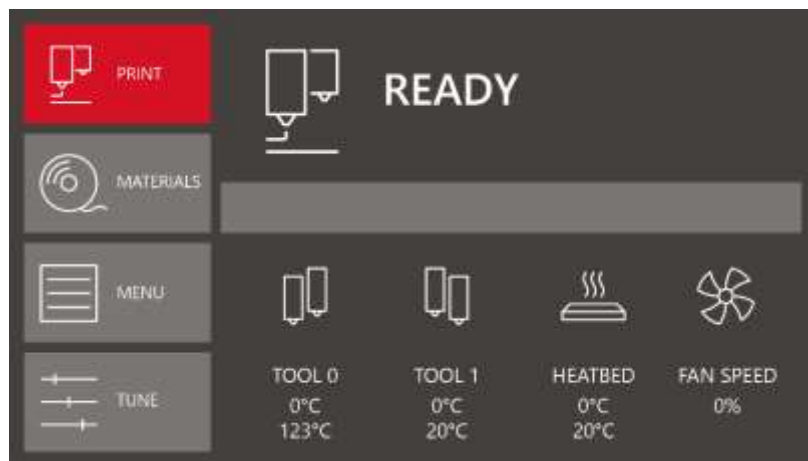 PRINT
READY
MATERIALS
MENU
TUNE
TOOL 0
0°C
123°C
TOOL 1
0°C
20°C
HEATBED
0°C
20°C
FAN SPEED
0%